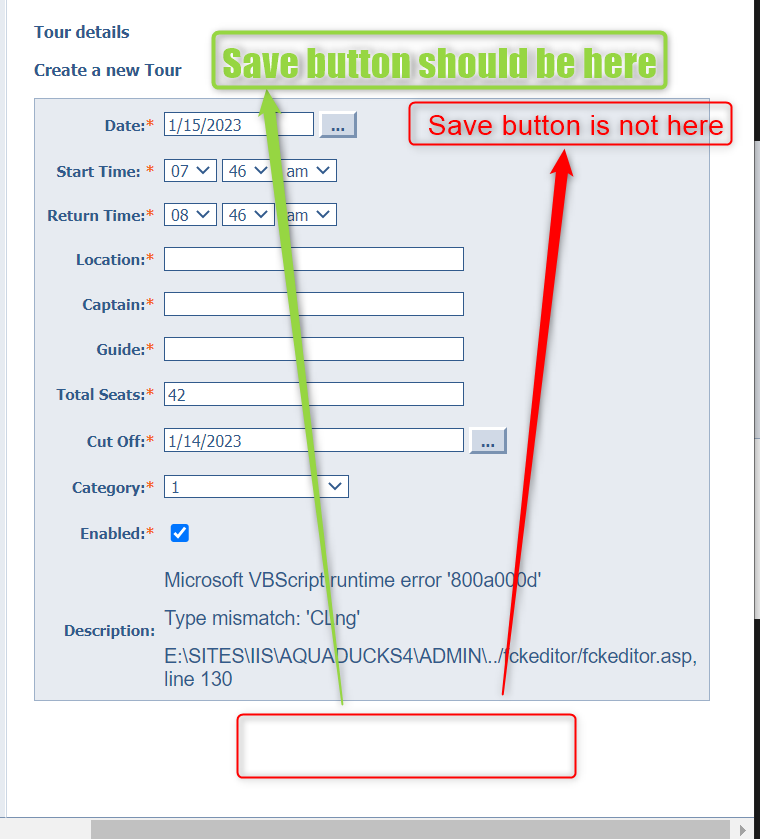 Tour details
Save button should be here
Create a new Tour
Save button is not here
Date:* 1/15/2023 ...
Start Time: * 07 46 am
Return Time:* 08 46 am
Location:*
Captain:*
Guide:*
Total Seats:* 42
Cut Off:* 1/14/2023 ...
Category:* 1
Enabled:*
Microsoft VBScript runtime error '800a000d'
Type mismatch: 'CLng'
Description:
E:\SITES\IIS\AQUADUCKS4\ADMIN\../fckeditor/fckeditor.asp,
line 130